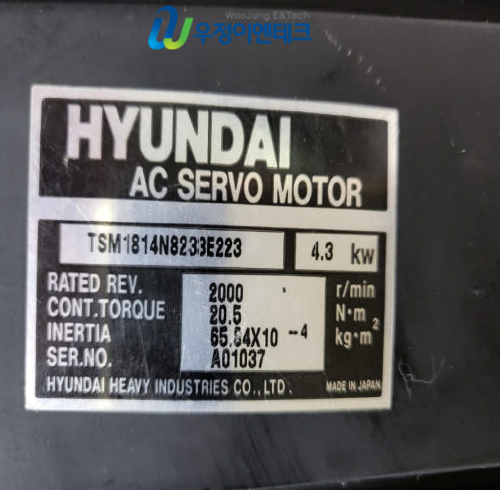 WooJung E&Tech
우정이앤테크
HYUNDAI
AC SERVO MOTOR
TSM1814N8233E223 4.3 kw
RATED REV. 2000 r/min
CONT.TORQUE 20.5 N·m
INERTIA 65.84X10⁻⁴ kg·m²
SER.NO. A01037
HYUNDAI HEAVY INDUSTRIES CO., LTD. MADE IN JAPAN